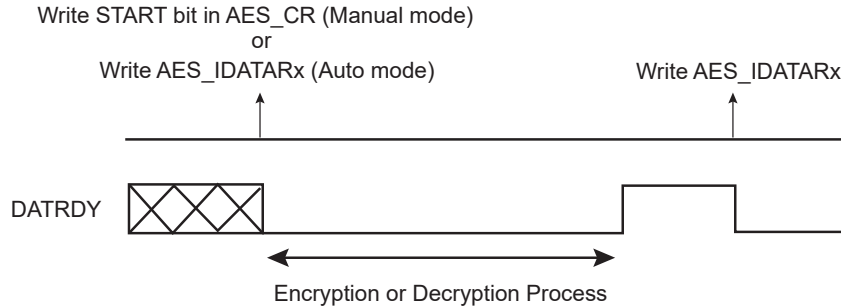 Write START bit in AES_CR (Manual mode)
or
Write AES_IDATARx (Auto mode)
Write AES_IDATARx
DATRDY
Encryption or Decryption Process